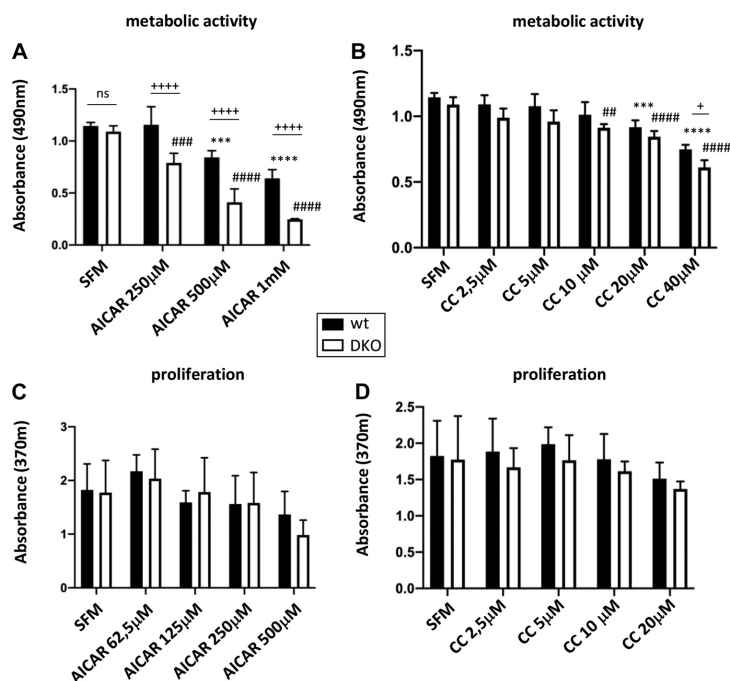 metabolic activity
A
Absorbance (490nm)
1.5
1.0
0.5
0.0
ns
++++
###
++++
***
####
++++
****
####
SFM
AICAR 250µM
AICAR 500µM
AICAR 1mM
metabolic activity
B
Absorbance (490nm)
1.5
1.0
0.5
0.0
##
***
####
+
****
####
SFM
CC 2,5µM
CC 5µM
CC 10 µM
CC 20µM
CC 40µM
wt
DKO
proliferation
C
Absorbance (370m)
3
2
1
0
SFM
AICAR 62,5µM
AICAR 125µM
AICAR 250µM
AICAR 500µM
proliferation
D
Absorbance (370m)
2.5
2.0
1.5
1.0
0.5
0.0
SFM
CC 2,5µM
CC 5µM
CC 10 µM
CC 20µM